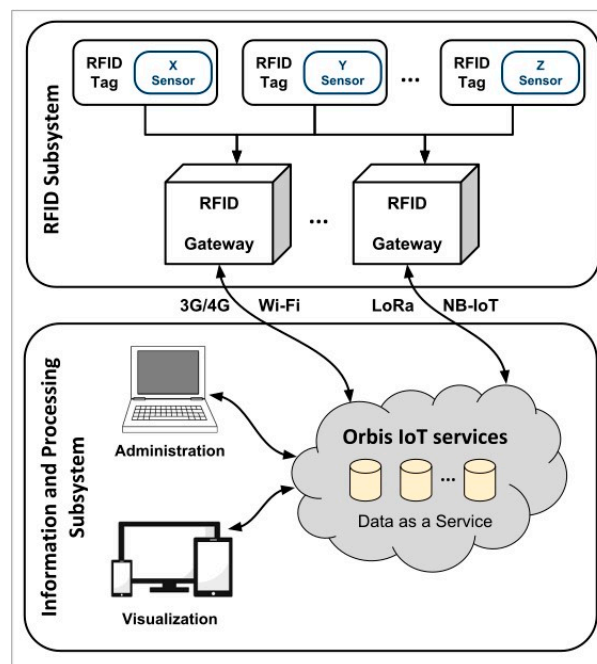 RFID Subsystem
RFID Tag
X Sensor
RFID Tag
Y Sensor
...
RFID Tag
Z Sensor
RFID
Gateway
...
RFID
Gateway
3G/4G Wi-Fi LoRa NB-IoT
Information and Processing
Subsystem
Administration
Orbis IoT services
...
Data as a Service
Visualization